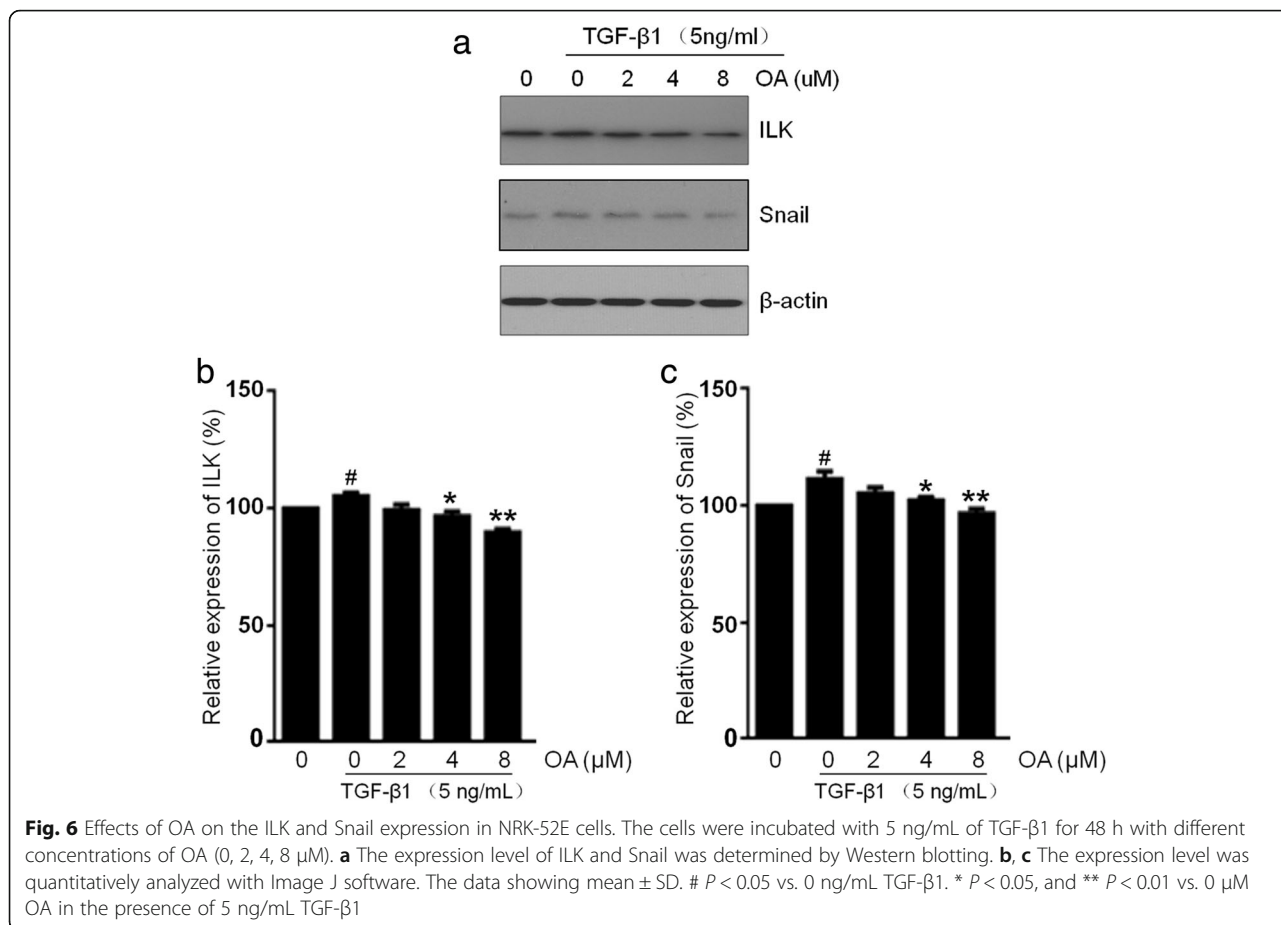 a
TGF-β1 （5ng/ml）
0 0 2 4 8 OA (uM)
ILK
Snail
β-actin
b
Relative expression of ILK (%)
150
100
50
0
#
*
**
0 0 2 4 8 OA (μM)
TGF-β1 （5 ng/mL）
c
Relative expression of Snail (%)
150
100
50
0
#
*
**
0 0 2 4 8 OA (μM)
TGF-β1 （5 ng/mL）
Fig. 6 Effects of OA on the ILK and Snail expression in NRK-52E cells. The cells were incubated with 5 ng/mL of TGF-β1 for 48 h with different
concentrations of OA (0, 2, 4, 8 μM). a The expression level of ILK and Snail was determined by Western blotting. b, c The expression level was
quantitatively analyzed with Image J software. The data showing mean ± SD. # P < 0.05 vs. 0 ng/mL TGF-β1. * P < 0.05, and ** P < 0.01 vs. 0 μM
OA in the presence of 5 ng/mL TGF-β1